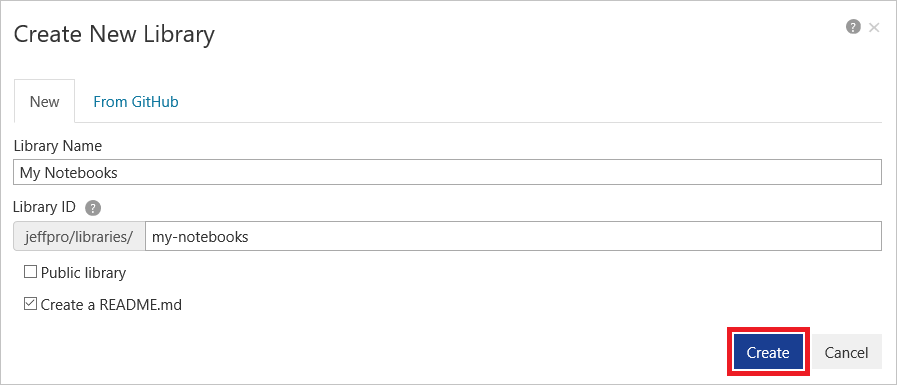 Create New Library
?
New
From GitHub
Library Name
My Notebooks
Library ID ?
jeffpro/libraries/ my-notebooks
Public library
Create a README.md
Create Cancel